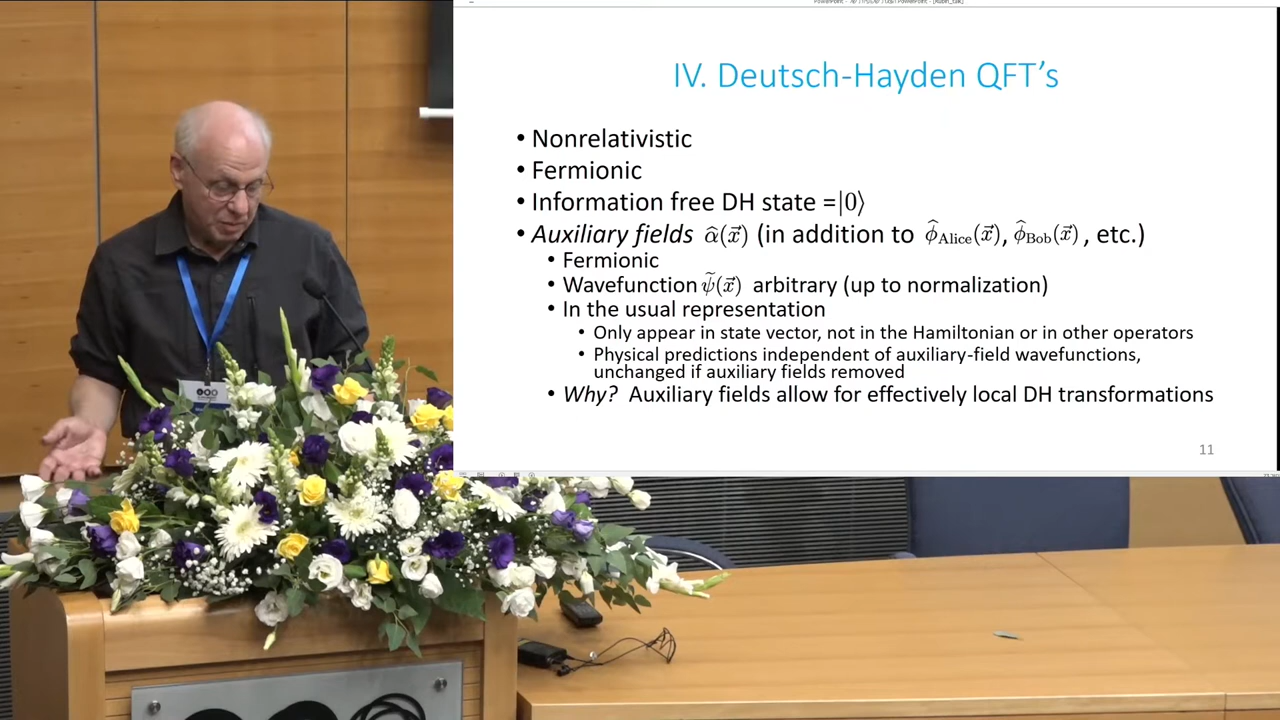 IV. Deutsch-Hayden QFT's
• Nonrelativistic
• Fermionic
• Information free DH state =|0⟩
• Auxiliary fields α̂(x⃗) (in addition to ϕ̂Alice(x⃗), ϕ̂Bob(x⃗), etc.)
• Fermionic
• Wavefunction ψ̃(x⃗) arbitrary (up to normalization)
• In the usual representation
• Only appear in state vector, not in the Hamiltonian or in other operators
• Physical predictions independent of auxiliary-field wavefunctions,
unchanged if auxiliary fields removed
• Why? Auxiliary fields allow for effectively local DH transformations
11